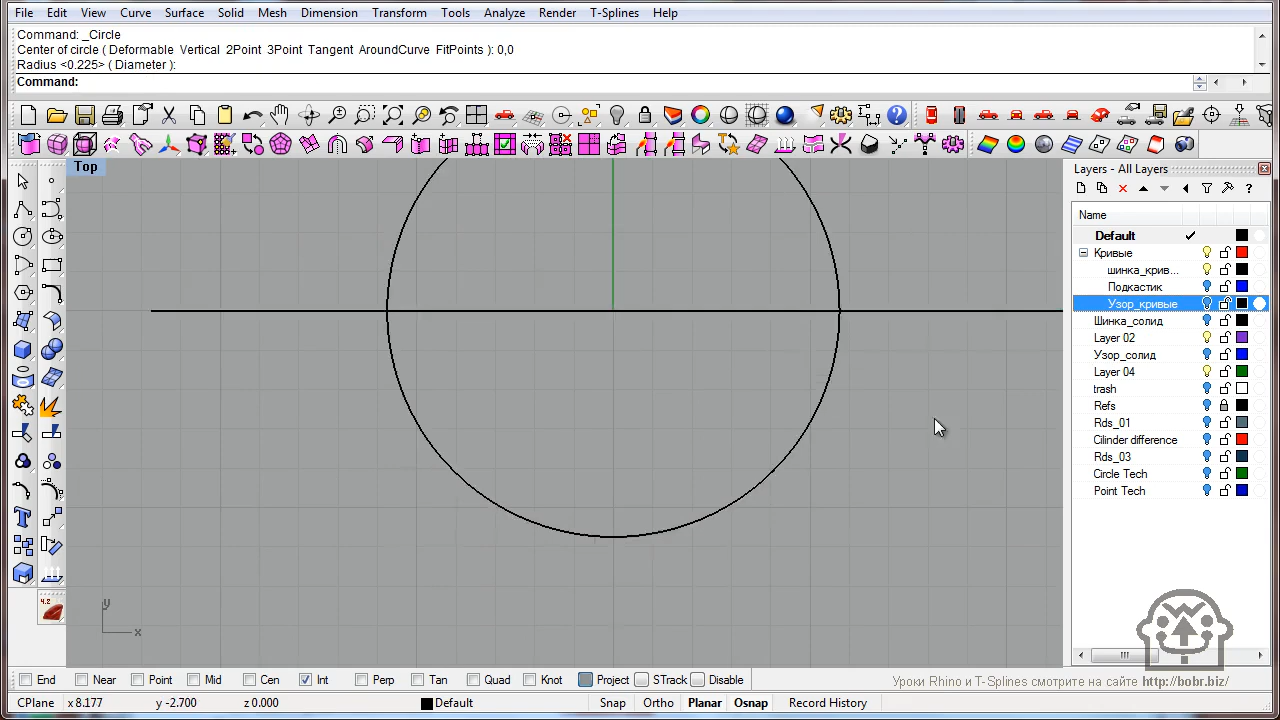 File Edit View Curve Surface Solid Mesh Dimension Transform Tools Analyze Render T-Splines Help
Command: _Circle
Center of circle ( Deformable Vertical 2Point 3Point Tangent AroundCurve FitPoints ): 0,0
Radius <0.225> ( Diameter ):
Command:
Top
Layers - All Layers
Name
Default
Кривые
шинка_крив...
Подкастик
Узор_кривые
Шинка_солид
Layer 02
Узор_солид
Layer 04
trash
Refs
Rds_01
Cilinder difference
Rds_03
Circle Tech
Point Tech
4.2
y
x
Уроки Rhino и T-Splines смотрите на сайте http://bobr.biz/
End Near Point Mid Cen Int Perp Tan Quad Knot Project STrack Disable
CPlane x 8.177 y -2.700 z 0.000 Default Snap Ortho Planar Osnap Record History